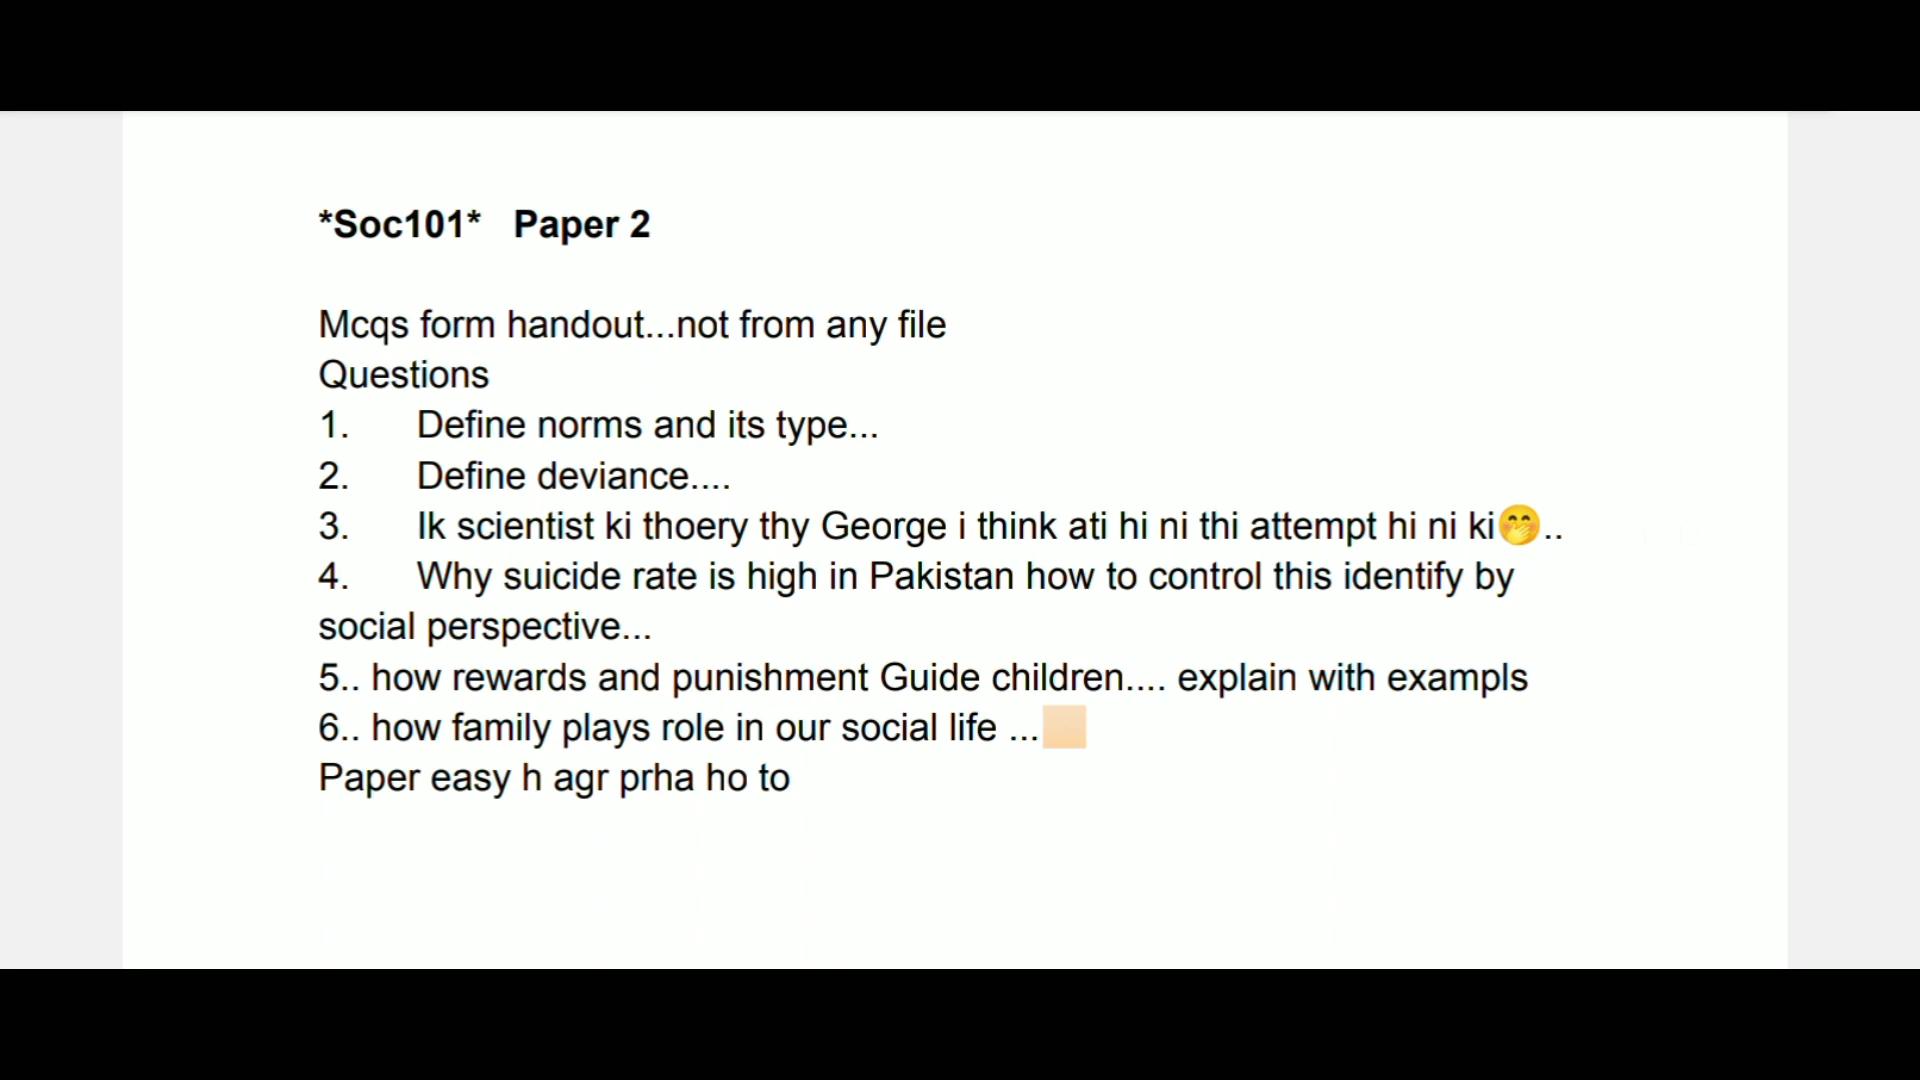 *Soc101* Paper 2
Mcqs form handout...not from any file
Questions
1. Define norms and its type...
2. Define deviance....
3. Ik scientist ki thoery thy George i think ati hi ni thi attempt hi ni ki🤭..
4. Why suicide rate is high in Pakistan how to control this identify by
social perspective...
5.. how rewards and punishment Guide children.... explain with exampls
6.. how family plays role in our social life ...🏼
Paper easy h agr prha ho to